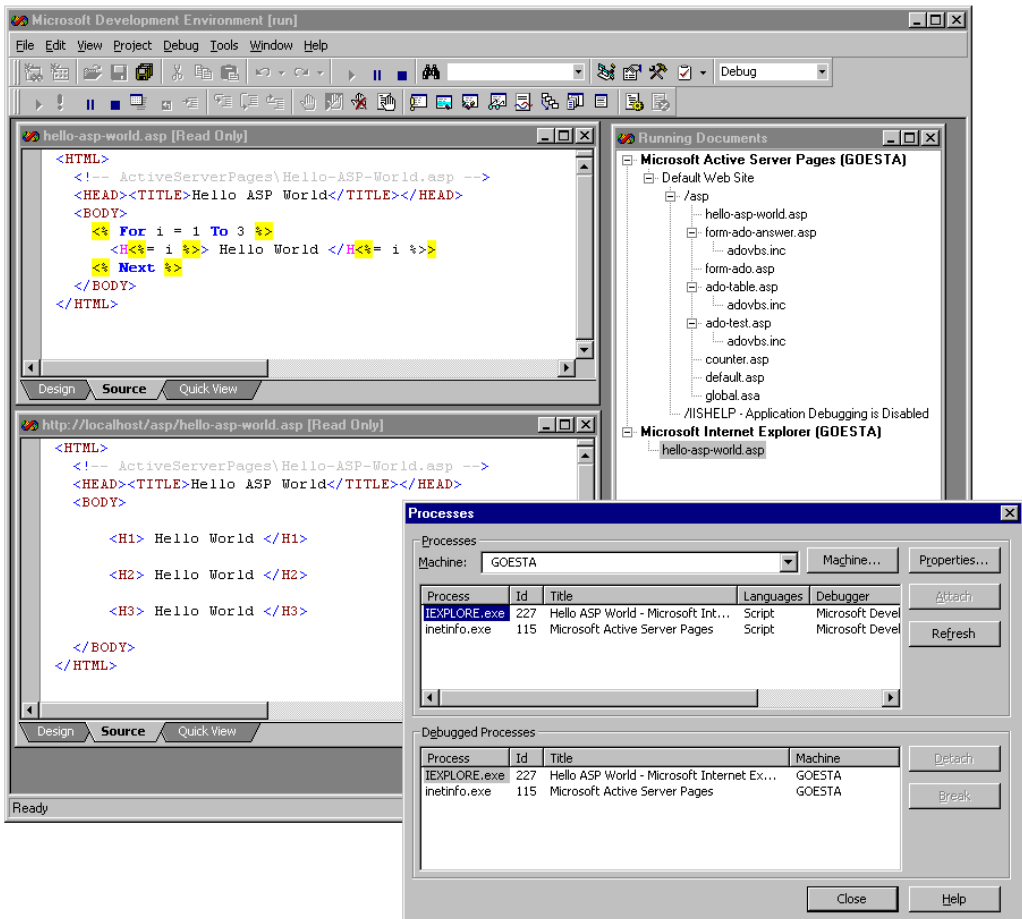 Microsoft Development Environment [run]
File Edit View Project Debug Tools Window Help
Debug
hello-asp-world.asp [Read Only]
<HTML>
<!-- ActiveServerPages\Hello-ASP-World.asp -->
<HEAD><TITLE>Hello ASP World</TITLE></HEAD>
<BODY>
<% For i = 1 To 3 %>
<H<%= i %>> Hello World </H<%= i %>>
<% Next %>
</BODY>
</HTML>
Design Source Quick View
http://localhost/asp/hello-asp-world.asp [Read Only]
<HTML>
<!-- ActiveServerPages\Hello-ASP-World.asp -->
<HEAD><TITLE>Hello ASP World</TITLE></HEAD>
<BODY>
<H1> Hello World </H1>
<H2> Hello World </H2>
<H3> Hello World </H3>
</BODY>
</HTML>
Design Source Quick View
Ready
Running Documents
Microsoft Active Server Pages (GOESTA)
Default Web Site
/asp
hello-asp-world.asp
form-ado-answer.asp
adovbs.inc
form-ado.asp
ado-table.asp
adovbs.inc
ado-test.asp
adovbs.inc
counter.asp
default.asp
global.asa
/IISHELP - Application Debugging is Disabled
Microsoft Internet Explorer (GOESTA)
hello-asp-world.asp
Processes
Processes
Machine: GOESTA Machine... Properties...
Process Id Title Languages Debugger Attach
IEXPLORE.exe 227 Hello ASP World - Microsoft Int... Script Microsoft Devel
inetinfo.exe 115 Microsoft Active Server Pages Script Microsoft Devel
Refresh
Debugged Processes
Process Id Title Machine Detach
IEXPLORE.exe 227 Hello ASP World - Microsoft Internet Ex... GOESTA
inetinfo.exe 115 Microsoft Active Server Pages GOESTA
Break
Close Help